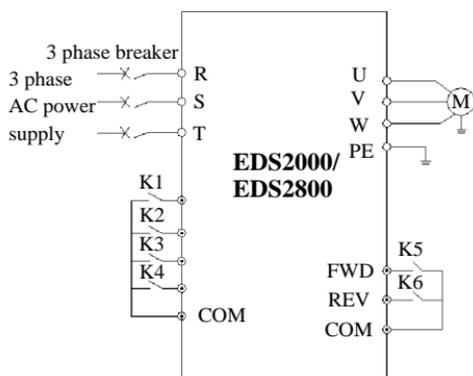 3 phase breaker
3 phase
AC power
supply
R
S
T
U
V
W
PE
M
EDS2000/
EDS2800
K1
K2
K3
K4
COM
FWD
REV
COM
K5
K6